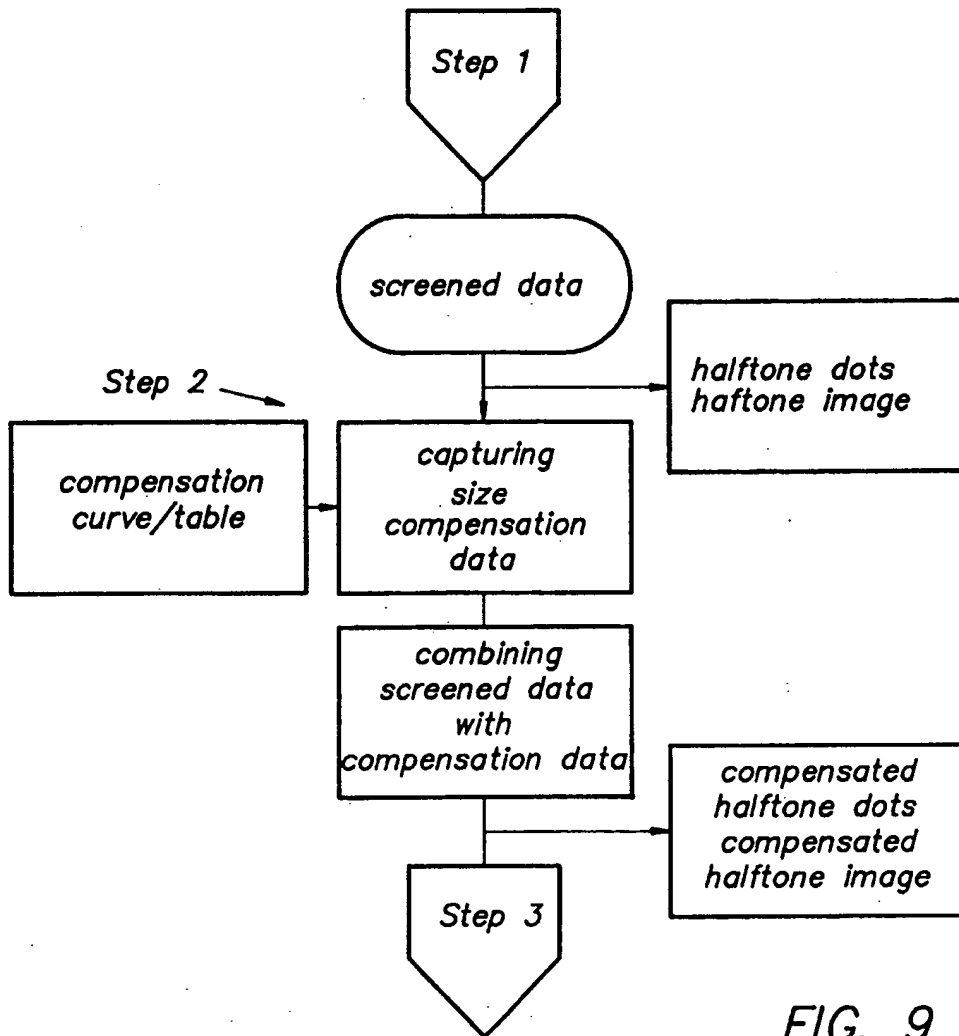 Step 1
screened data
halftone dots
haftone image
Step 2
compensation
curve/table
capturing
size
compensation
data
combining
screened data
with
compensation data
compensated
halftone dots
compensated
halftone image
Step 3
FIG. 9